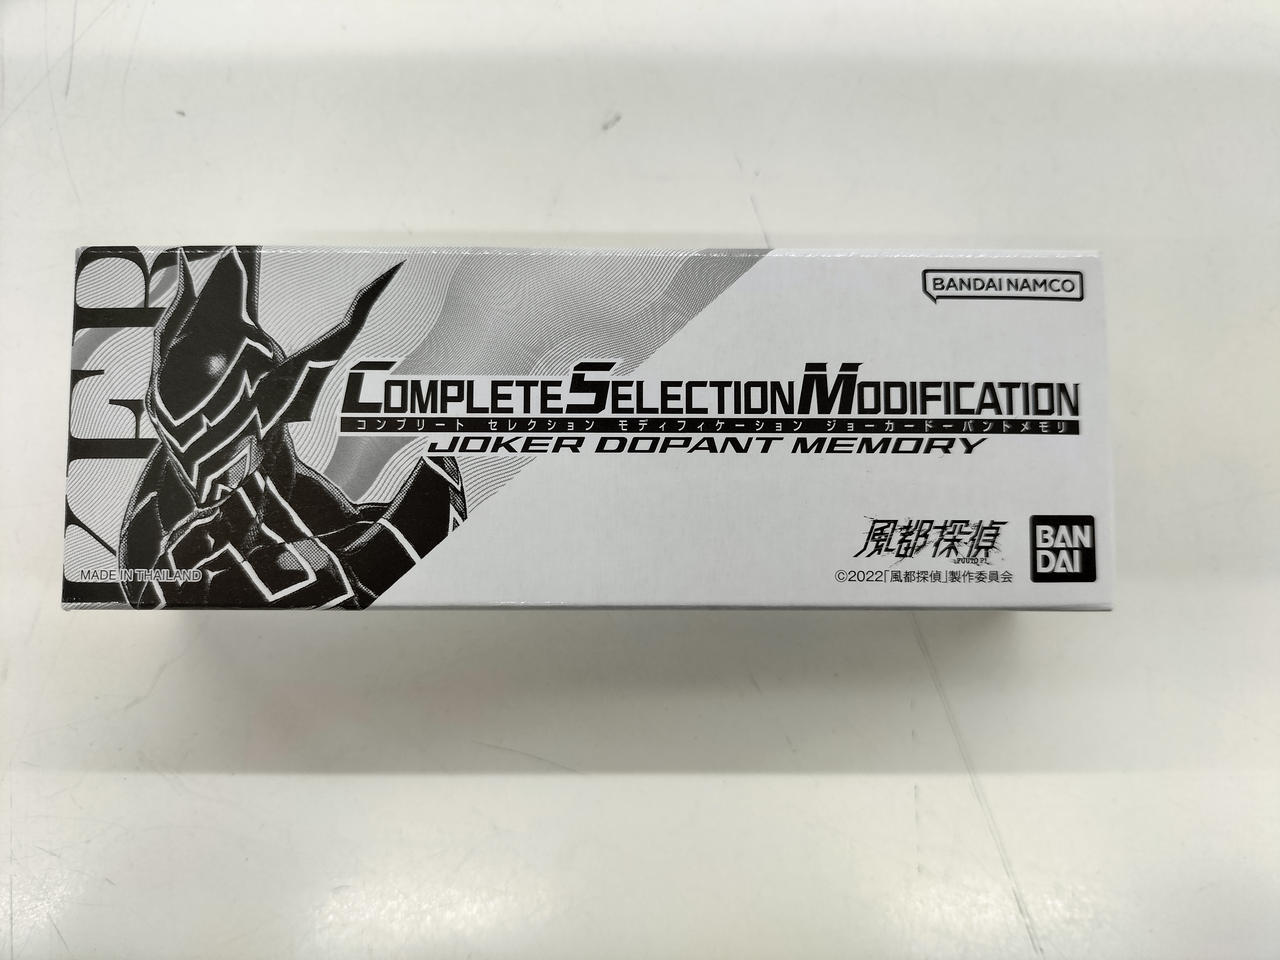 BANDAI NAMCO
COMPLETE SELECTION MODIFICATION
コンプリート セレクション モディフィケーション ジョーカードーパントメモリ
JOKER DOPANT MEMORY
風都探偵
FUUTO PI
BAN
DAI
©2022「風都探偵」製作委員会
MADE IN THAILAND